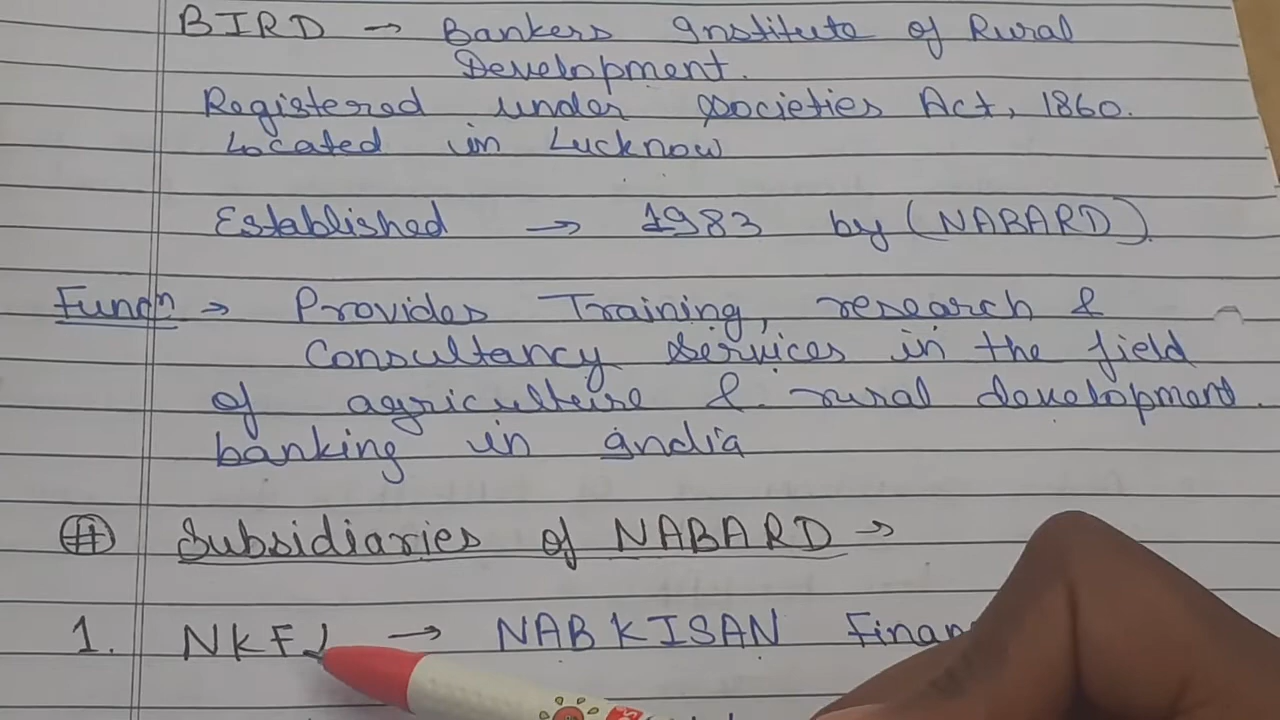 BIRD → Bankers Institute of Rural
Development.
Registered under Societies Act, 1860.
Located in Lucknow
Established → 1983 by (NABARD).
Funcn → Provides Training, research &
Consultancy services in the field
of agriculture & rural development
banking in India
# Subsidiaries of NABARD →
1. NKFL → NABKISAN